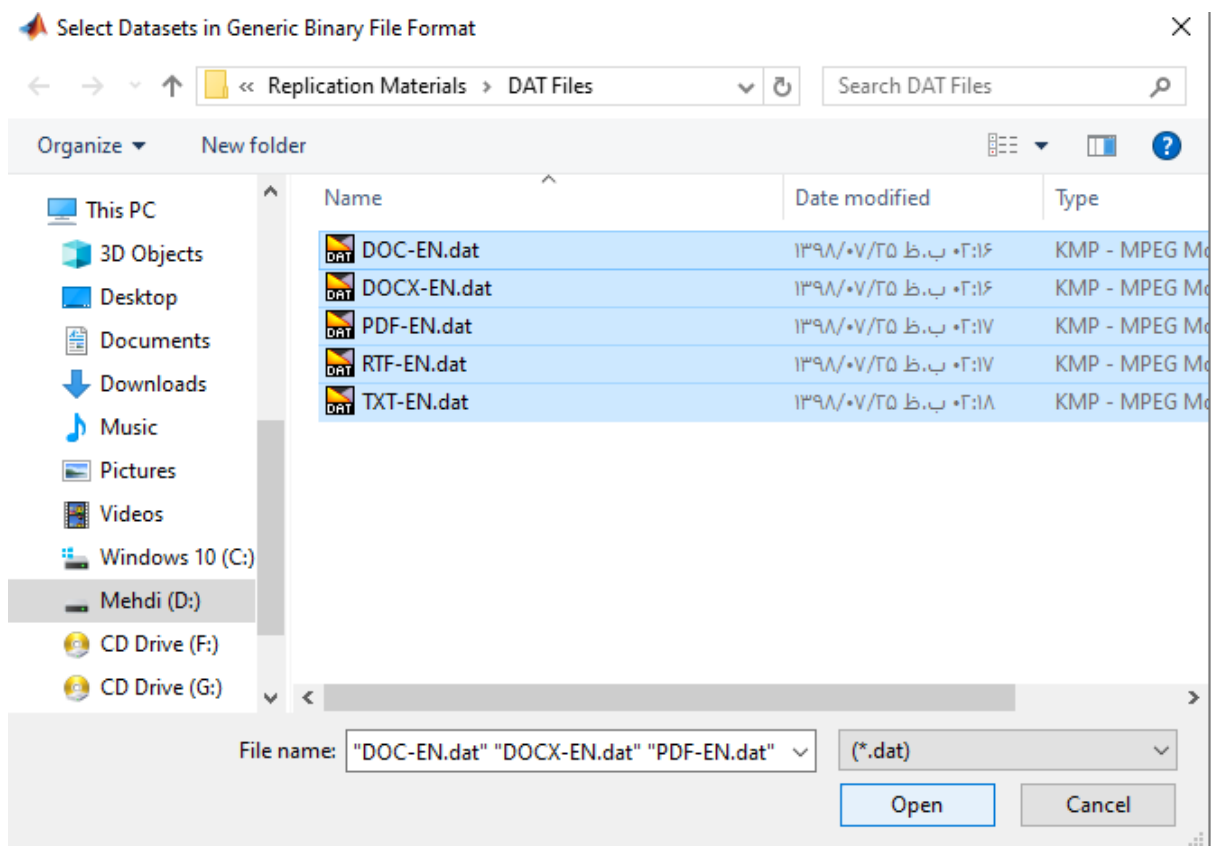 Select Datasets in Generic Binary File Format
« Replication Materials > DAT Files
Search DAT Files
Organize
New folder
?
This PC
3D Objects
Desktop
Documents
Downloads
Music
Pictures
Videos
Windows 10 (C:)
Mehdi (D:)
CD Drive (F:)
CD Drive (G:)
Name Date modified Type
DAT DOC-EN.dat ۱۳۹۸/۰۷/۲۵ ب.ظ ۰۲:۱۶ KMP - MPEG Mo
DAT DOCX-EN.dat ۱۳۹۸/۰۷/۲۵ ب.ظ ۰۲:۱۶ KMP - MPEG Mo
DAT PDF-EN.dat ۱۳۹۸/۰۷/۲۵ ب.ظ ۰۲:۱۷ KMP - MPEG Mo
DAT RTF-EN.dat ۱۳۹۸/۰۷/۲۵ ب.ظ ۰۲:۱۷ KMP - MPEG Mo
DAT TXT-EN.dat ۱۳۹۸/۰۷/۲۵ ب.ظ ۰۲:۱۸ KMP - MPEG Mo
File name: "DOC-EN.dat" "DOCX-EN.dat" "PDF-EN.dat"
(*.dat)
Open
Cancel